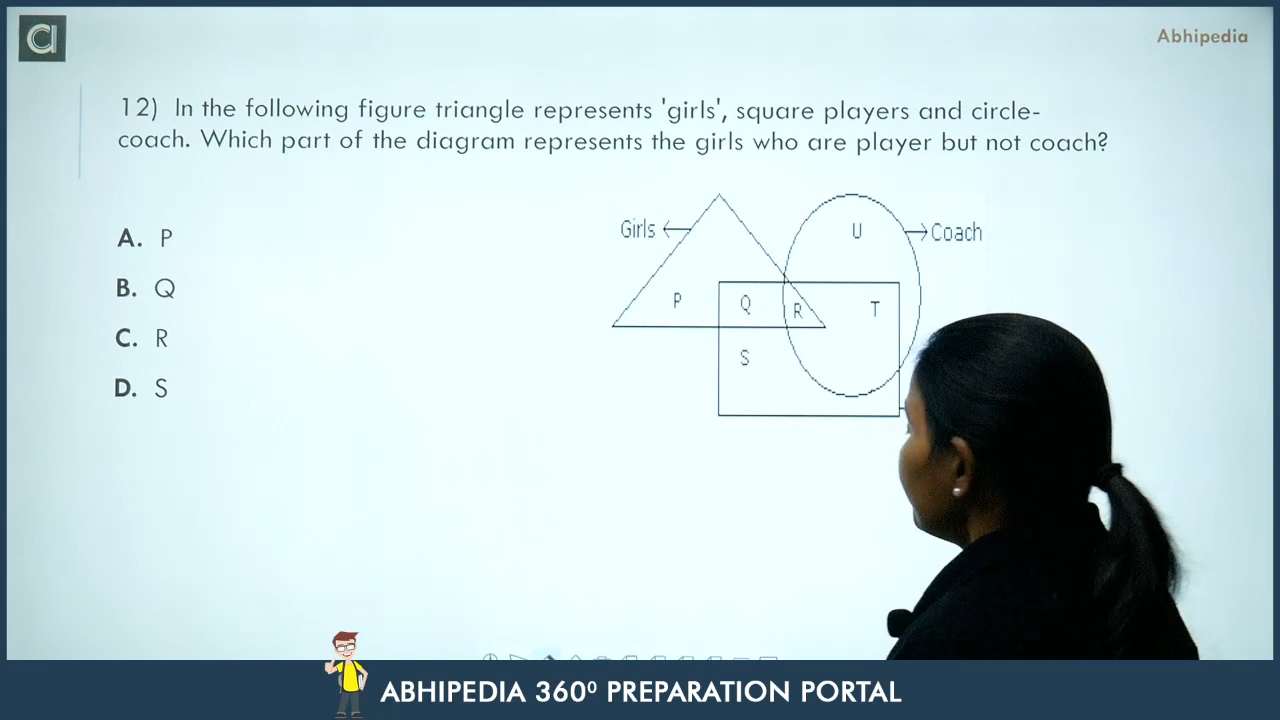 Abhipedia
12) In the following figure triangle represents 'girls', square players and circle-
coach. Which part of the diagram represents the girls who are player but not coach?
A. P
B. Q
C. R
D. S
Girls
U
Coach
P
Q
R
T
S
ABHIPEDIA 360⁰ PREPARATION PORTAL